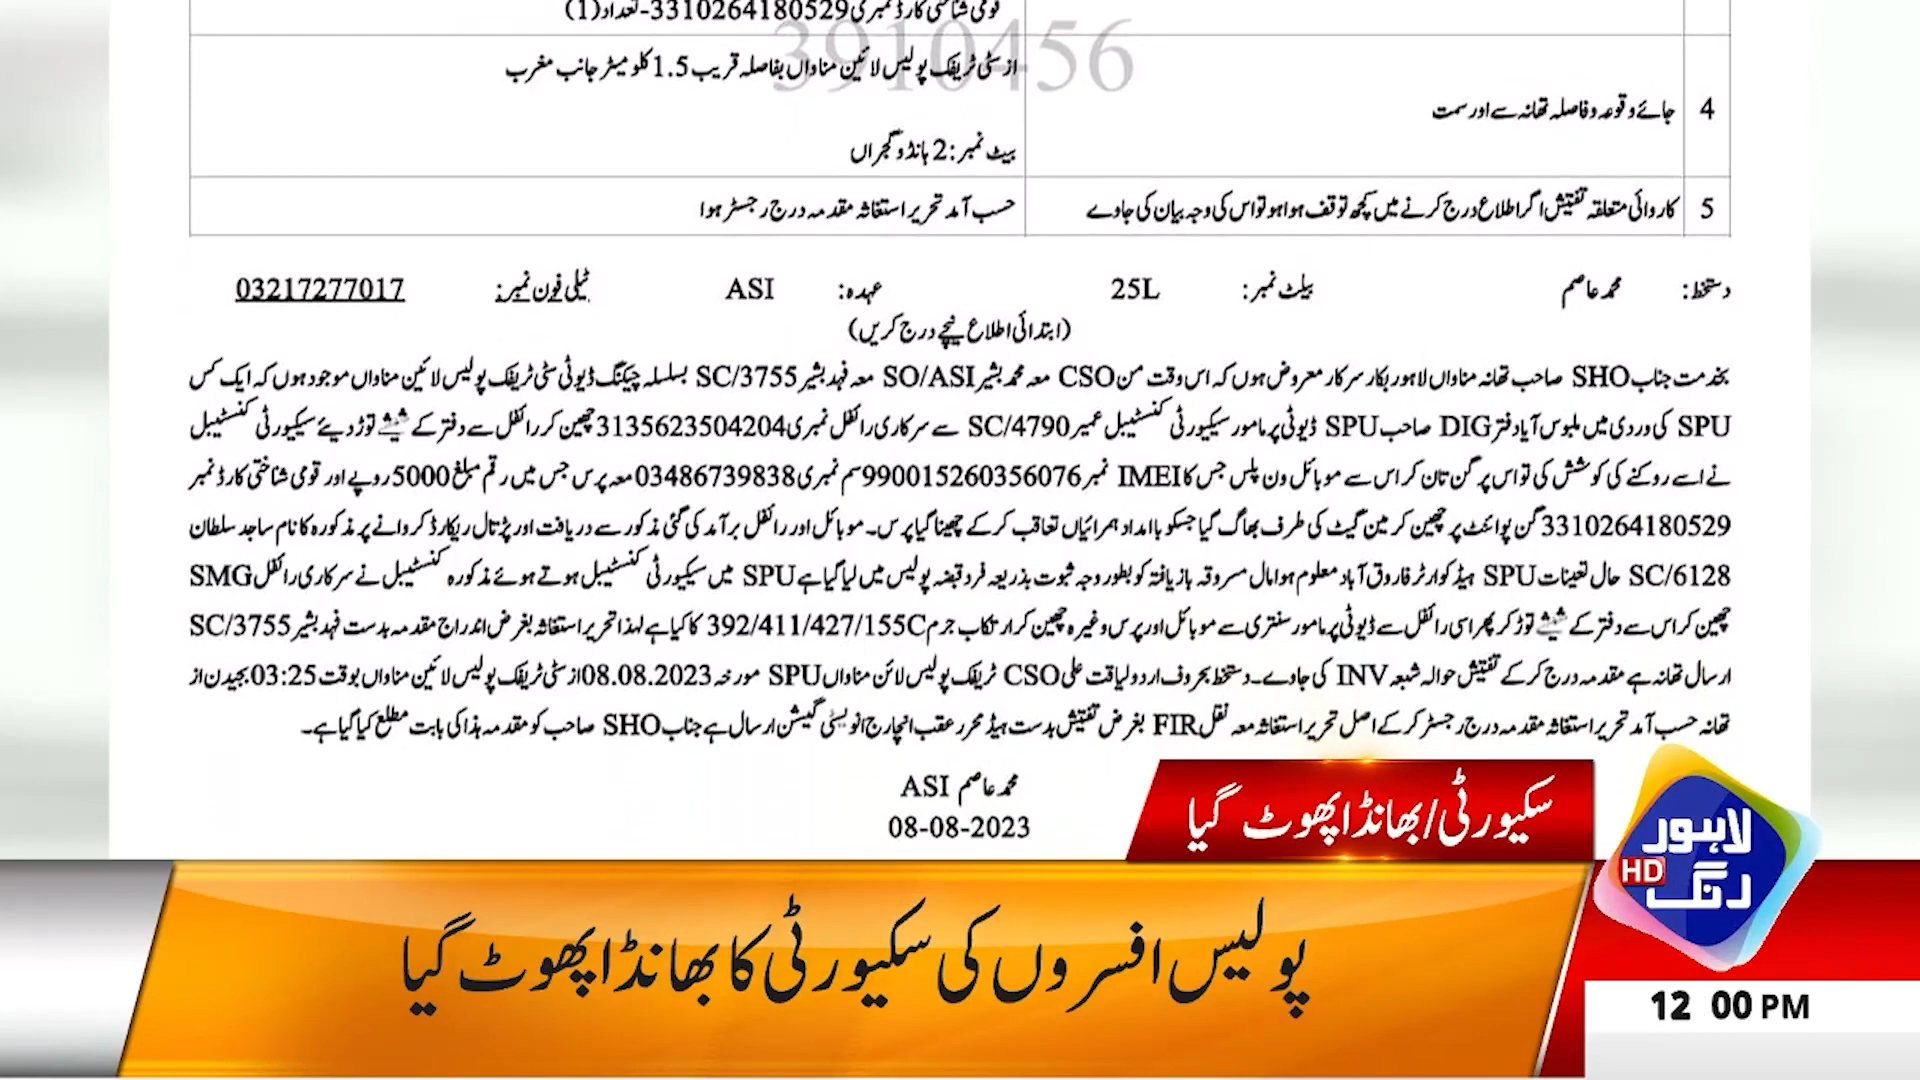 قومی شناختی کارڈ نمبری 3310264180529-تعداد(1)
3910456
از سٹی ٹریفک پولیس لائین مناواں بفاصلہ قریب 1.5 کلومیٹر جانب مغرب
4 جائے وقوعہ و فاصلہ تھانہ سے اور سمت
بیٹ نمبر: 2 ہانڈو گجراں
5 کاروائی متعلقہ تفتیش اگر اطلاع درج کرنے میں کچھ توقف ہوا ہو تو اس کی وجہ بیان کی جاوے
حسب آمد تحریر استغاثہ مقدمہ درج رجسٹر ہوا
دستخط: محمد عاصم بیلٹ نمبر: 25L عہدہ: ASI ٹیلی فون نمبر: 03217277017
(ابتدائی اطلاع نیچے درج کریں)
بخدمت جناب SHO صاحب تھانہ مناواں لاہور بکار سرکار معروض ہوں کہ اس وقت من CSO معہ محمد بشیر SO/ASI معہ فہد بشیر SC/3755 بسلسلہ چیکنگ ڈیوٹی سٹی ٹریفک پولیس لائین مناواں موجود ہوں کہ ایک کس
SPU کی وردی میں ملبوس آیا دفتر DIG صاحب SPU ڈیوٹی پر مامور سیکیورٹی کنسٹیبل عمیر SC/4790 سے سرکاری رائفل نمبری 3135623504204 چھین کر رائفل سے دفتر کے شیشے توڑ دیئے سیکیورٹی کنسٹیبل
نے اسے روکنے کی کوشش کی تو اس پر گن تان کر اس سے موبائل ون پلس جس کا IMEI نمبر 990015260356076 سم نمبری 03486739838 معہ پرس جس میں رقم مبلغ 5000 روپے اور قومی شناختی کارڈ نمبر
3310264180529 گن پوائنٹ پر چھین کر مین گیٹ کی طرف بھاگ گیا جسکو باامداد ہمرائیاں تعاقب کر کے چھینا گیا پرس۔ موبائل اور رائفل برآمد کی گئی مذکور سے دریافت اور پڑتال ریکارڈ کروانے پر مذکورہ کا نام ساجد سلطان
SC/6128 حال تعینات SPU ہیڈ کوارٹر فاروق آباد معلوم ہوا مال مسروقہ بازیافتہ کو بطور وجہ ثبوت بذریعہ فرد قبضہ پولیس میں لیا گیا ہے SPU میں سیکیورٹی کنسٹیبل ہوتے ہوئے مذکورہ کنسٹیبل نے سرکاری رائفل SMG
چھین کر اس سے دفتر کے شیشے توڑ کر پھر اسی رائفل سے ڈیوٹی پر مامور سنتری سے موبائل اور پرس وغیرہ چھین کر ارتکاب جرم 392/411/427/155C کا کیا ہے لہذا تحریر استغاثہ بغرض اندراج مقدمہ بدست فہد بشیر SC/3755
ارسال تھانہ ہے مقدمہ درج کر کے تفتیش حوالہ شعبہ INV کی جاوے۔ دستخط بحروف اردو لیاقت علی CSO ٹریفک پولیس لائن مناواں SPU مورخہ 08.08.2023 از سٹی ٹریفک پولیس لائین مناواں بوقت 03:25 بجیدن از
تھانہ حسب آمد تحریر استغاثہ مقدمہ درج رجسٹر کر کے اصل تحریر استغاثہ معہ نقل FIR بغرض تفتیش بدست ہیڈ محرر عقب انچارج انویسٹی گیشن ارسال ہے جناب SHO صاحب کو مقدمہ ہذا کی بابت مطلع کیا گیا ہے۔
محمد عاصم ASI
08-08-2023
سکیورٹی/بھانڈا پھوٹ گیا
لاہور
رنگ
HD
پولیس افسروں کی سکیورٹی کا بھانڈا پھوٹ گیا
12 00 PM